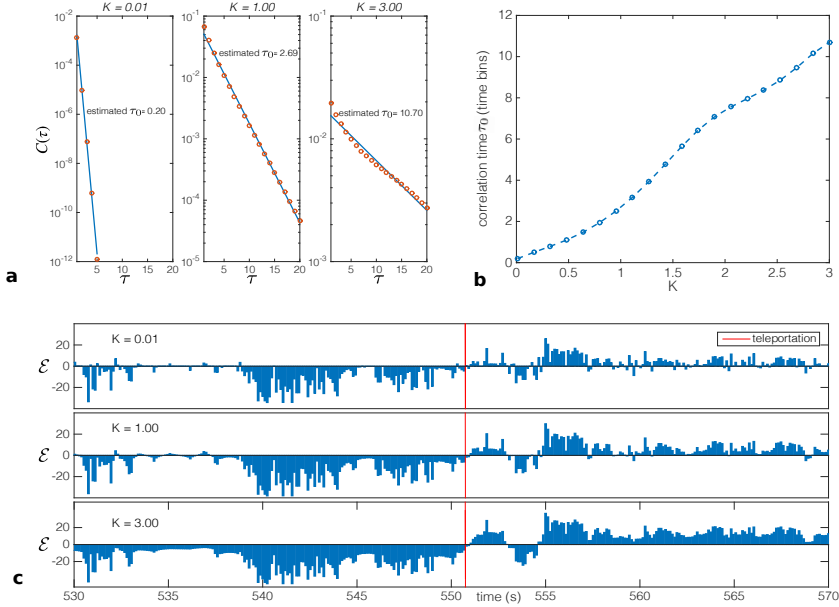 K = 0.01
K = 1.00
K = 3.00
10^-2
10^-4
10^-6
10^-8
10^-10
10^-12
C(τ)
estimated τ0= 0.20
5 10 15 20
τ
10^-1
10^-2
10^-3
10^-4
10^-5
estimated τ0= 2.69
5 10 15 20
τ
10^-1
10^-2
10^-3
estimated τ0= 10.70
5 10 15 20
τ
a
12
10
8
6
4
2
0
correlation time τ0 (time bins)
0 0.5 1 1.5 2 2.5 3
K
b
K = 0.01
teleportation
20
0
-20
ℰ
K = 1.00
20
0
-20
ℰ
K = 3.00
20
0
-20
ℰ
530 535 540 545 550 time (s) 555 560 565 570
c